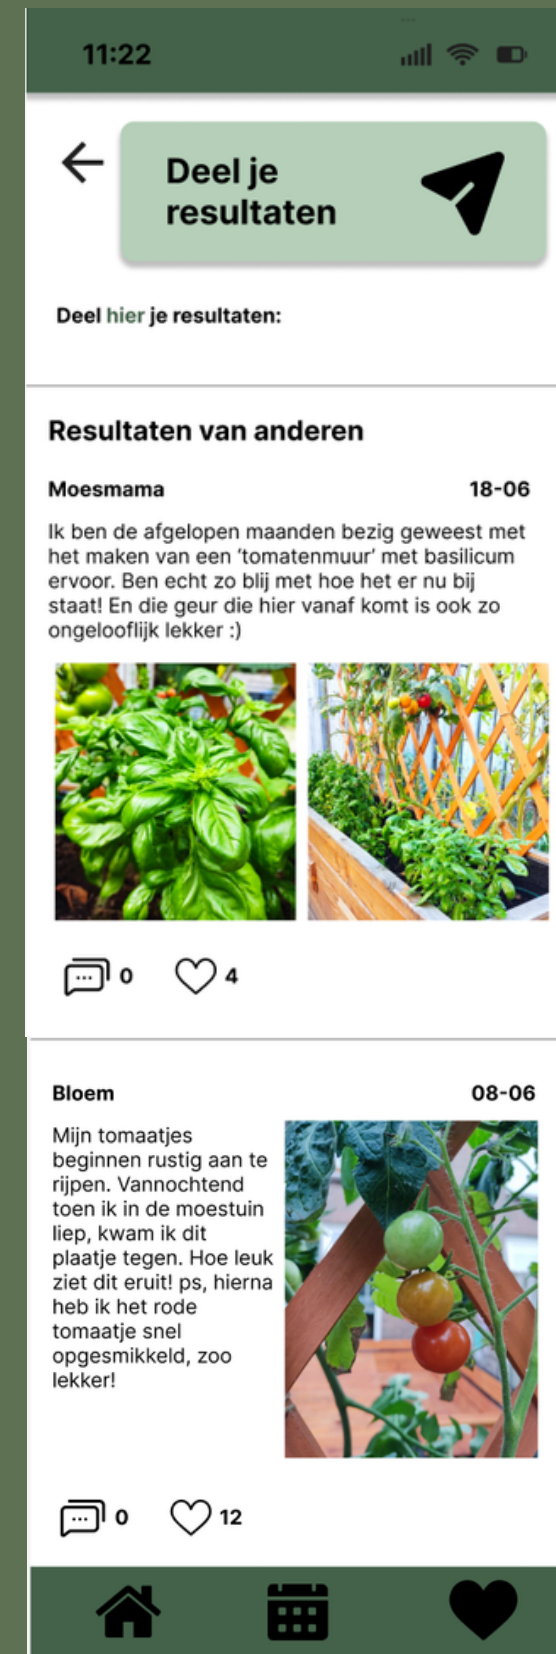 11:22
Deel je
resultaten
Deel hier je resultaten:
Resultaten van anderen
Moesmama 18-06
Ik ben de afgelopen maanden bezig geweest met
het maken van een ‘tomatenmuur’ met basilicum
ervoor. Ben echt zo blij met hoe het er nu bij
staat! En die geur die hier vanaf komt is ook zo
ongelooflijk lekker :)
0 4
Bloem 08-06
Mijn tomaatjes
beginnen rustig aan te
rijpen. Vannochtend
toen ik in de moestuin
liep, kwam ik dit
plaatje tegen. Hoe leuk
ziet dit eruit! ps, hierna
heb ik het rode
tomaatje snel
opgesmikkeld, zoo
lekker!
0 12